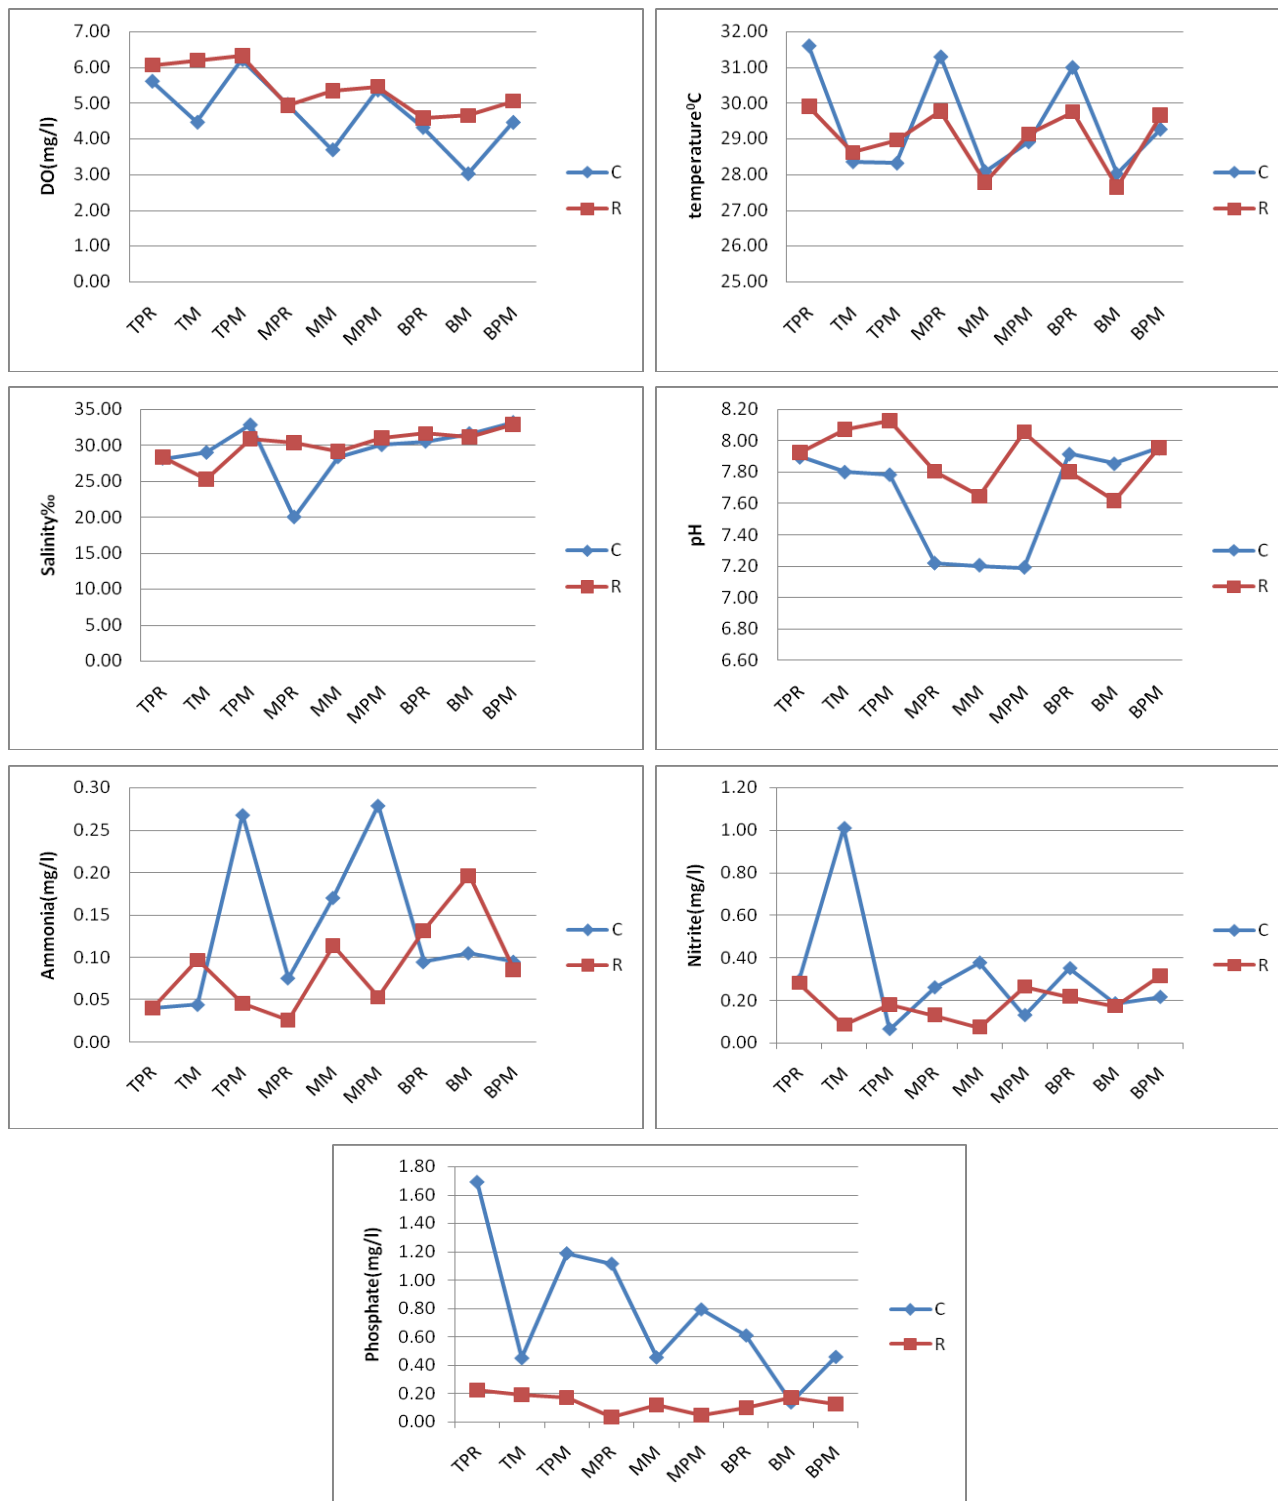 DO(mg/l)
7.00
6.00
5.00
4.00
3.00
2.00
1.00
0.00
TPR
TM
TPM
MPR
MM
MPM
BPR
BM
BPM
C
R
temperature⁰C
32.00
31.00
30.00
29.00
28.00
27.00
26.00
25.00
TPR
TM
TPM
MPR
MM
MPM
BPR
BM
BPM
C
R
Salinity‰
35.00
30.00
25.00
20.00
15.00
10.00
5.00
0.00
TPR
TM
TPM
MPR
MM
MPM
BPR
BM
BPM
C
R
pH
8.20
8.00
7.80
7.60
7.40
7.20
7.00
6.80
6.60
TPR
TM
TPM
MPR
MM
MPM
BPR
BM
BPM
C
R
Ammonia(mg/l)
0.30
0.25
0.20
0.15
0.10
0.05
0.00
TPR
TM
TPM
MPR
MM
MPM
BPR
BM
BPM
C
R
Nitrite(mg/l)
1.20
1.00
0.80
0.60
0.40
0.20
0.00
TPR
TM
TPM
MPR
MM
MPM
BPR
BM
BPM
C
R
Phosphate(mg/l)
1.80
1.60
1.40
1.20
1.00
0.80
0.60
0.40
0.20
0.00
TPR
TM
TPM
MPR
MM
MPM
BPR
BM
BPM
C
R